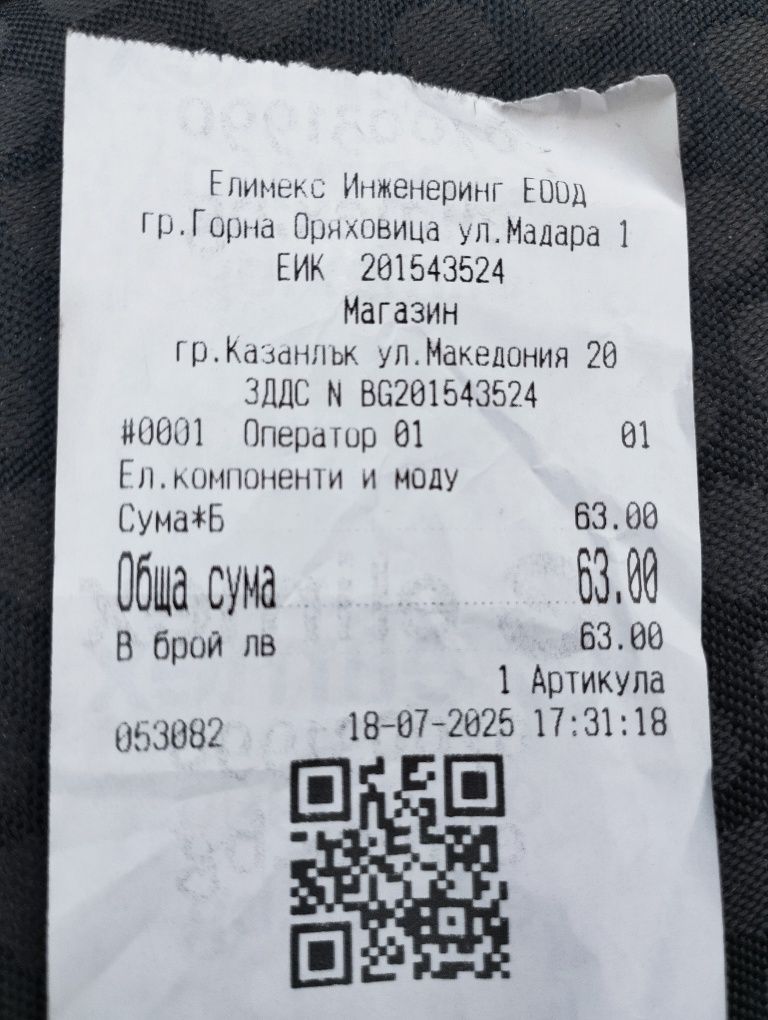 Елимекс Инженеринг ЕООД
гр.Горна Оряховица ул.Мадара 1
ЕИК 201543524
Магазин
гр.Казанлък ул.Македония 20
ЗДДС N BG201543524
#0001 Оператор 01 01
Ел.компоненти и моду
Сума*Б 63.00
Обща сума 63.00
В брой лв 63.00
1 Артикула
053082 18-07-2025 17:31:18